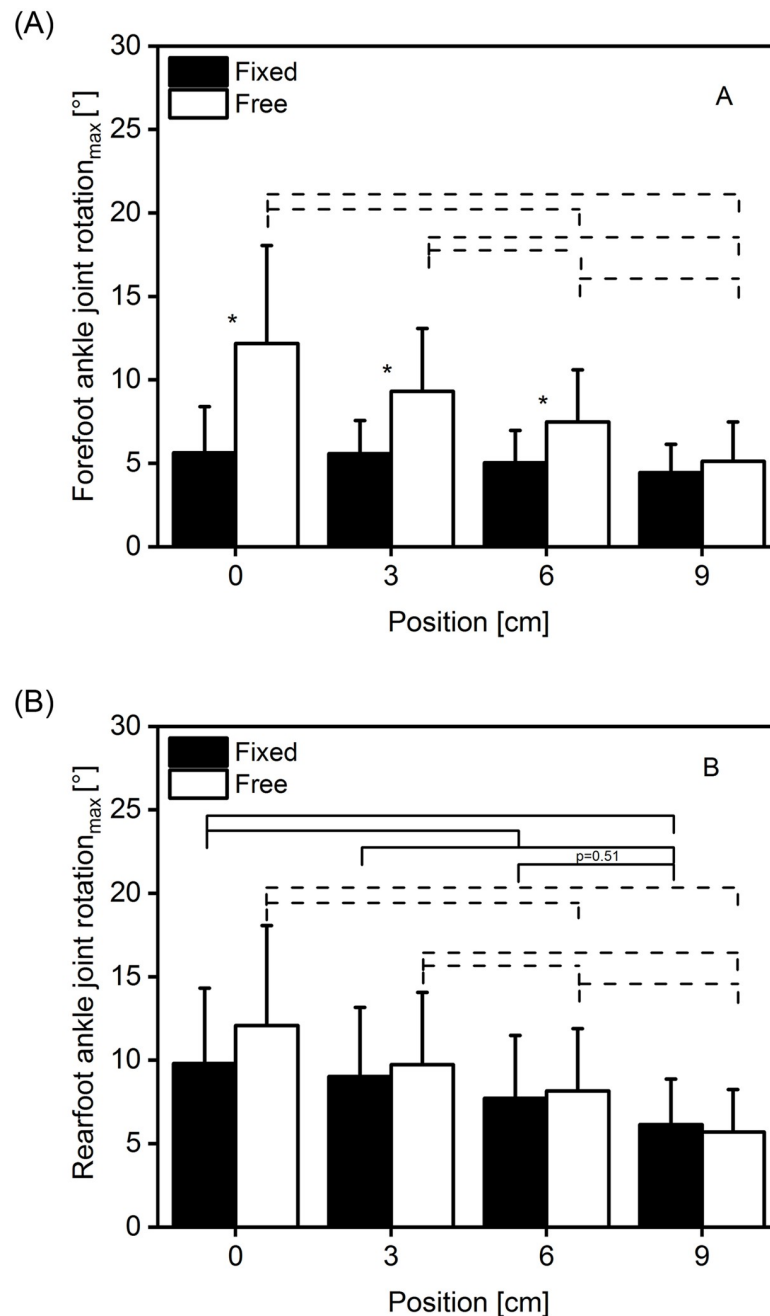 (A)
Forefoot ankle joint rotation_max [°]
30
25
20
15
10
5
0
Fixed
Free
A
*
*
*
0 3 6 9
Position [cm]
(B)
Rearfoot ankle joint rotation_max [°]
30
25
20
15
10
5
0
Fixed
Free
B
p=0.51
0 3 6 9
Position [cm]